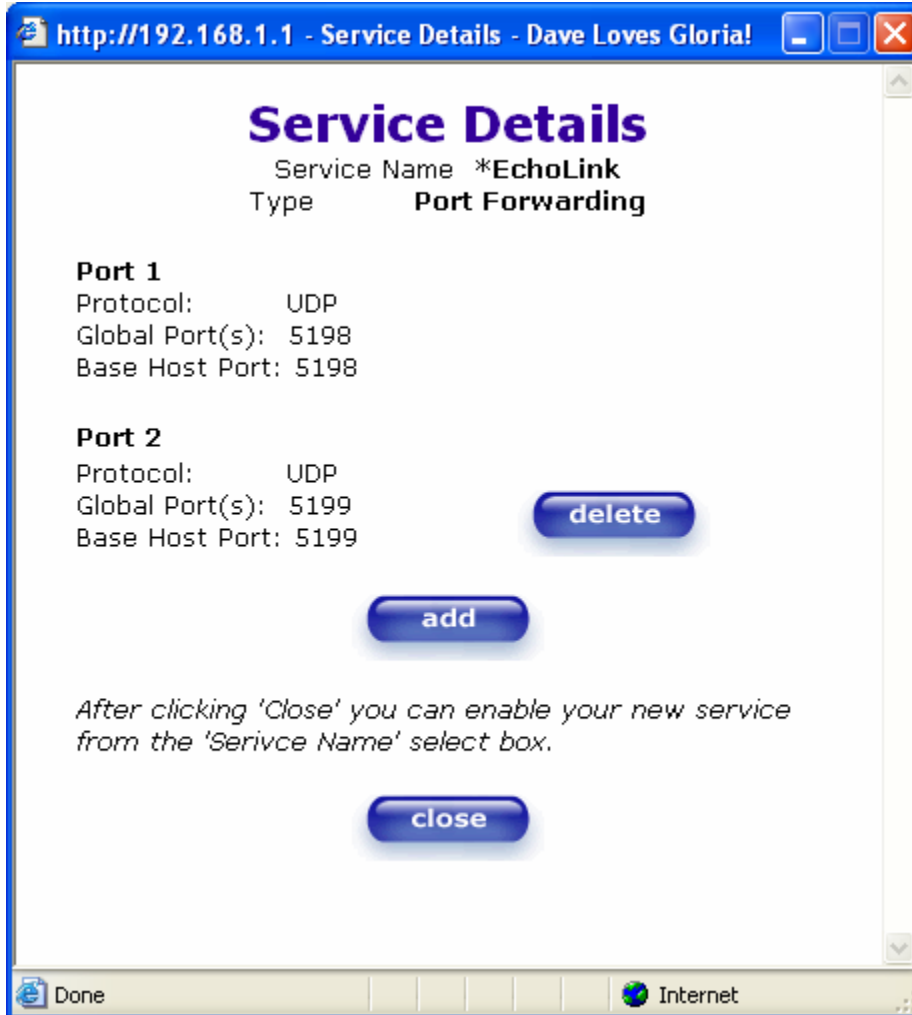 http://192.168.1.1 - Service Details - Dave Loves Gloria!
Service Details
Service Name *EchoLink
Type Port Forwarding
Port 1
Protocol: UDP
Global Port(s): 5198
Base Host Port: 5198
Port 2
Protocol: UDP
Global Port(s): 5199
Base Host Port: 5199
delete
add
After clicking 'Close' you can enable your new service
from the 'Serivce Name' select box.
close
Done
Internet